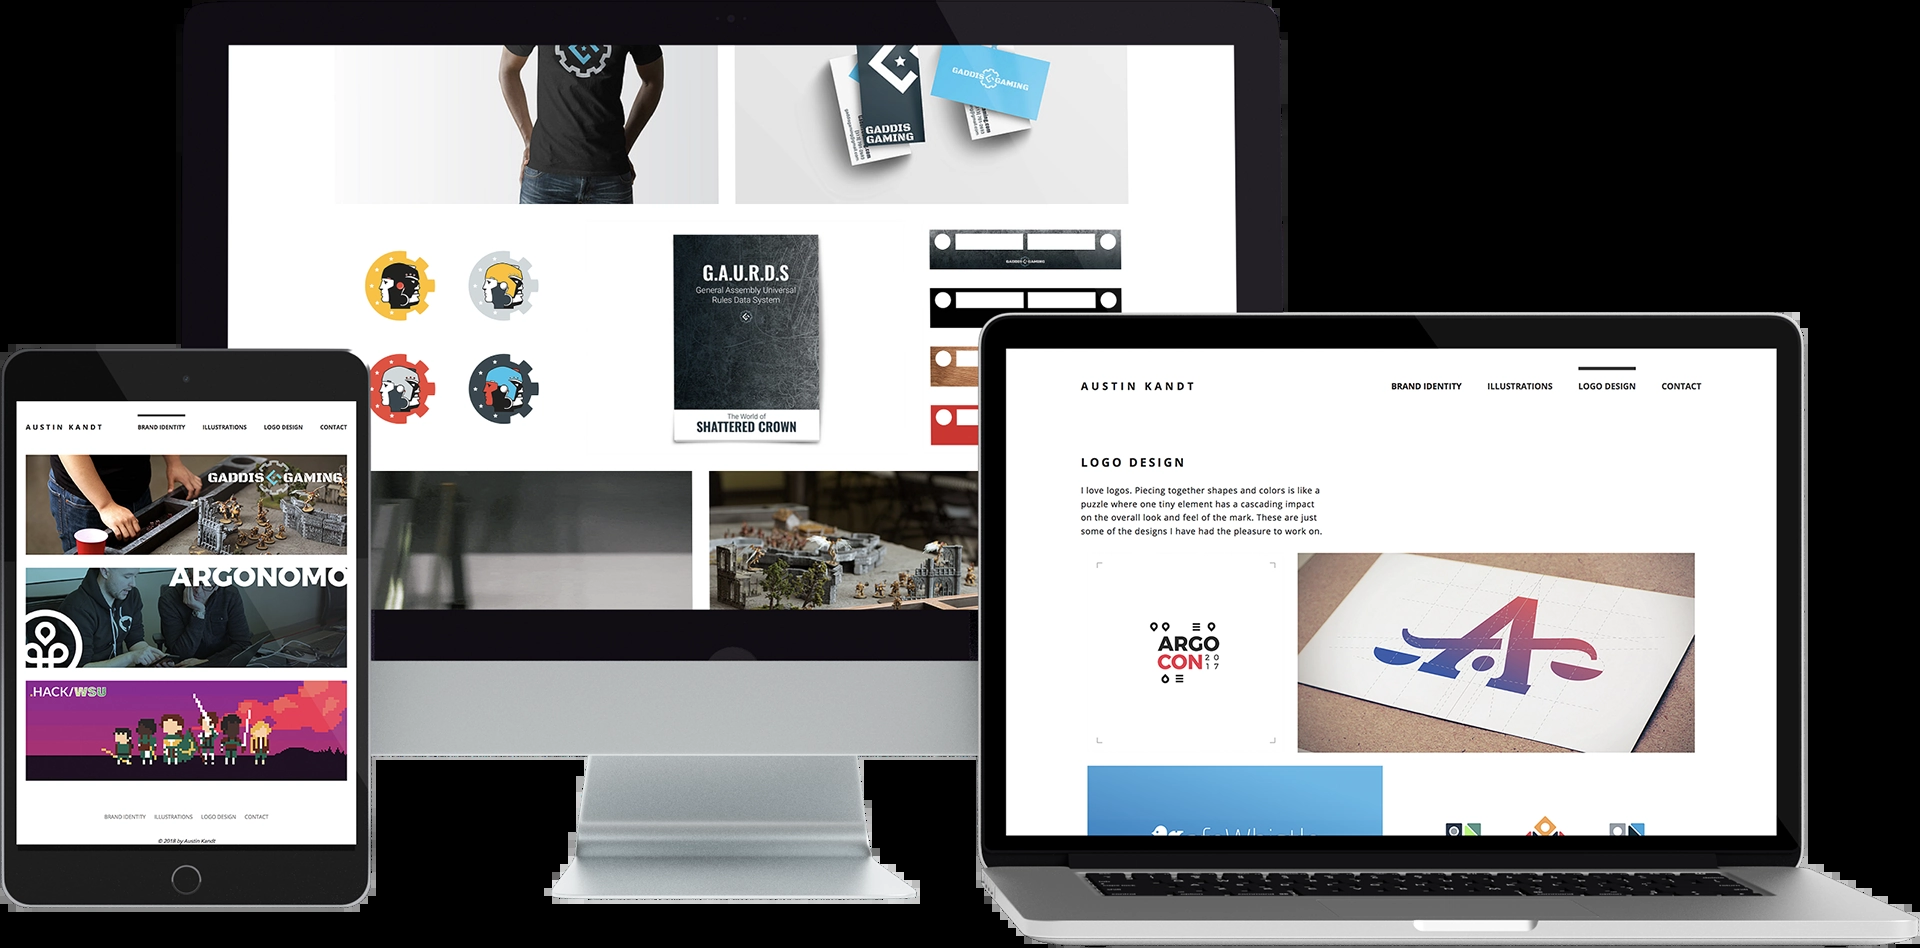 GADDIS GAMING
GADDIS
GAMING
G.A.U.R.D.S
General Assembly Universal
Rules Data System
The World of
SHATTERED CROWN
GADDIS GAMING
AUSTIN KANDT
BRAND IDENTITY
ILLUSTRATIONS
LOGO DESIGN
CONTACT
GADDIS GAMING
ARGONOMO
.HACK/WSU
BRAND IDENTITY
ILLUSTRATIONS
LOGO DESIGN
CONTACT
© 2018 by Austin Kandt
AUSTIN KANDT
BRAND IDENTITY
ILLUSTRATIONS
LOGO DESIGN
CONTACT
LOGO DESIGN
I love logos. Piecing together shapes and colors is like a
puzzle where one tiny element has a cascading impact
on the overall look and feel of the mark. These are just
some of the designs I have had the pleasure to work on.
ARGO
CON 20
17
A